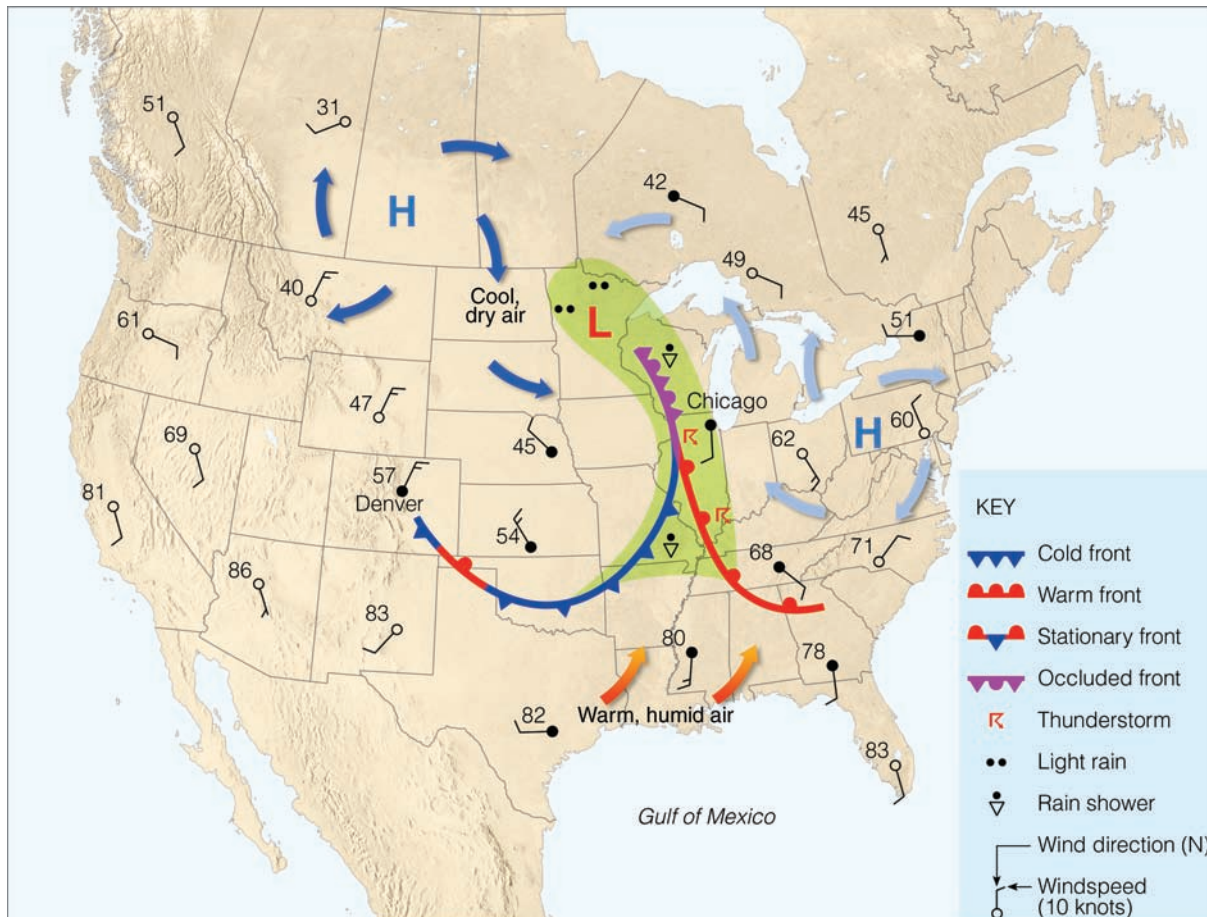 51
31
H
42
45
49
40
Cool,
dry air
61
L
51
47
Chicago
60
H
69
45
62
57
Denver
81
54
68
71
86
83
80
78
Warm, humid air
82
83
Gulf of Mexico
KEY
Cold front
Warm front
Stationary front
Occluded front
Thunderstorm
Light rain
Rain shower
Wind direction (N)
Windspeed
(10 knots)